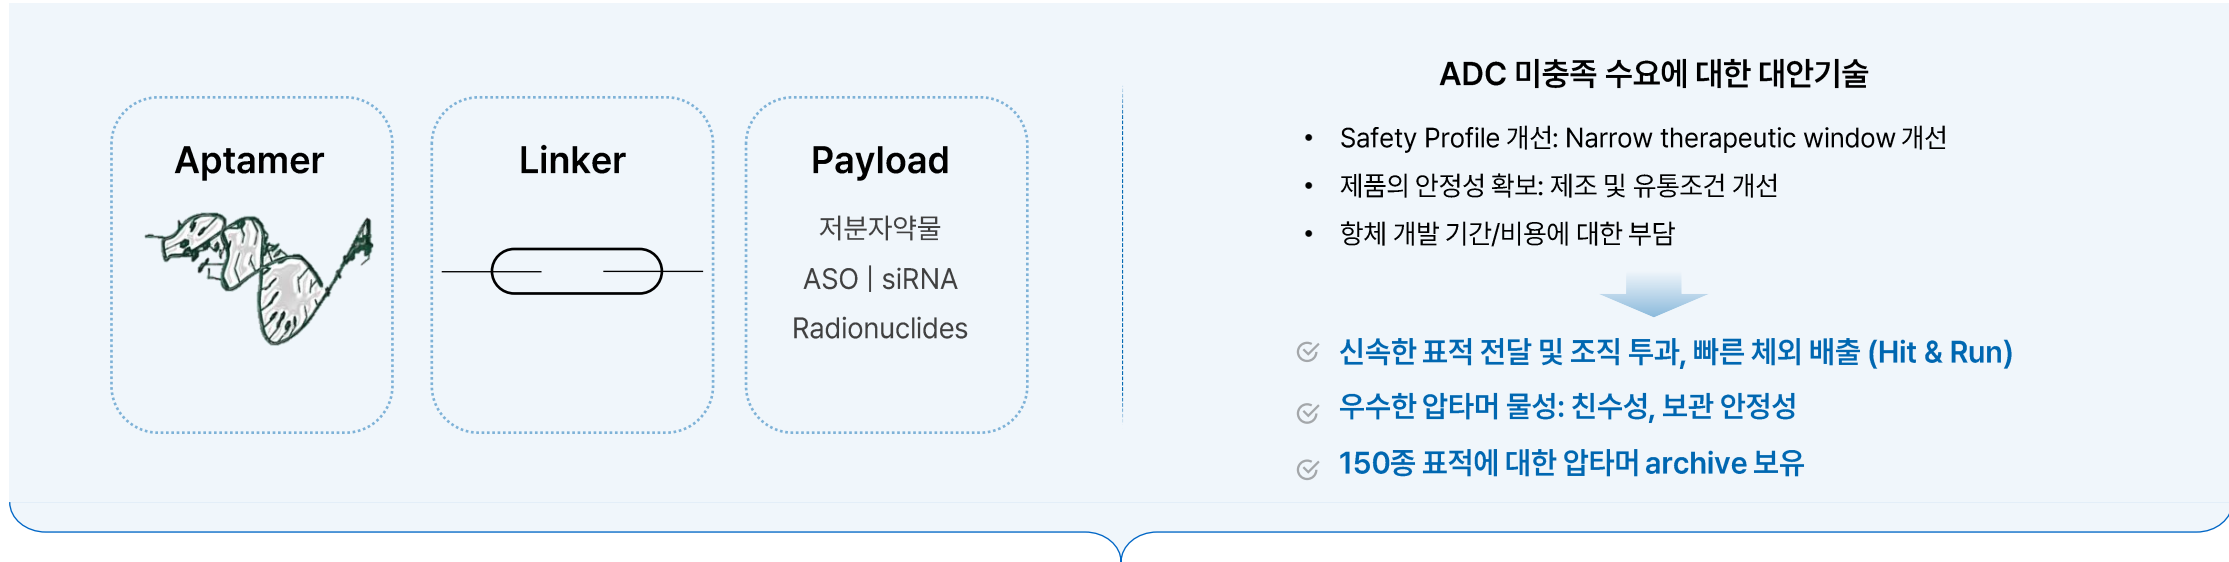 Aptamer
Linker
Payload
저분자약물
ASO | siRNA
Radionuclides
ADC 미충족 수요에 대한 대안기술
• Safety Profile 개선: Narrow therapeutic window 개선
• 제품의 안정성 확보: 제조 및 유통조건 개선
• 항체 개발 기간/비용에 대한 부담
신속한 표적 전달 및 조직 투과, 빠른 체외 배출 (Hit & Run)
우수한 압타머 물성: 친수성, 보관 안정성
150종 표적에 대한 압타머 archive 보유